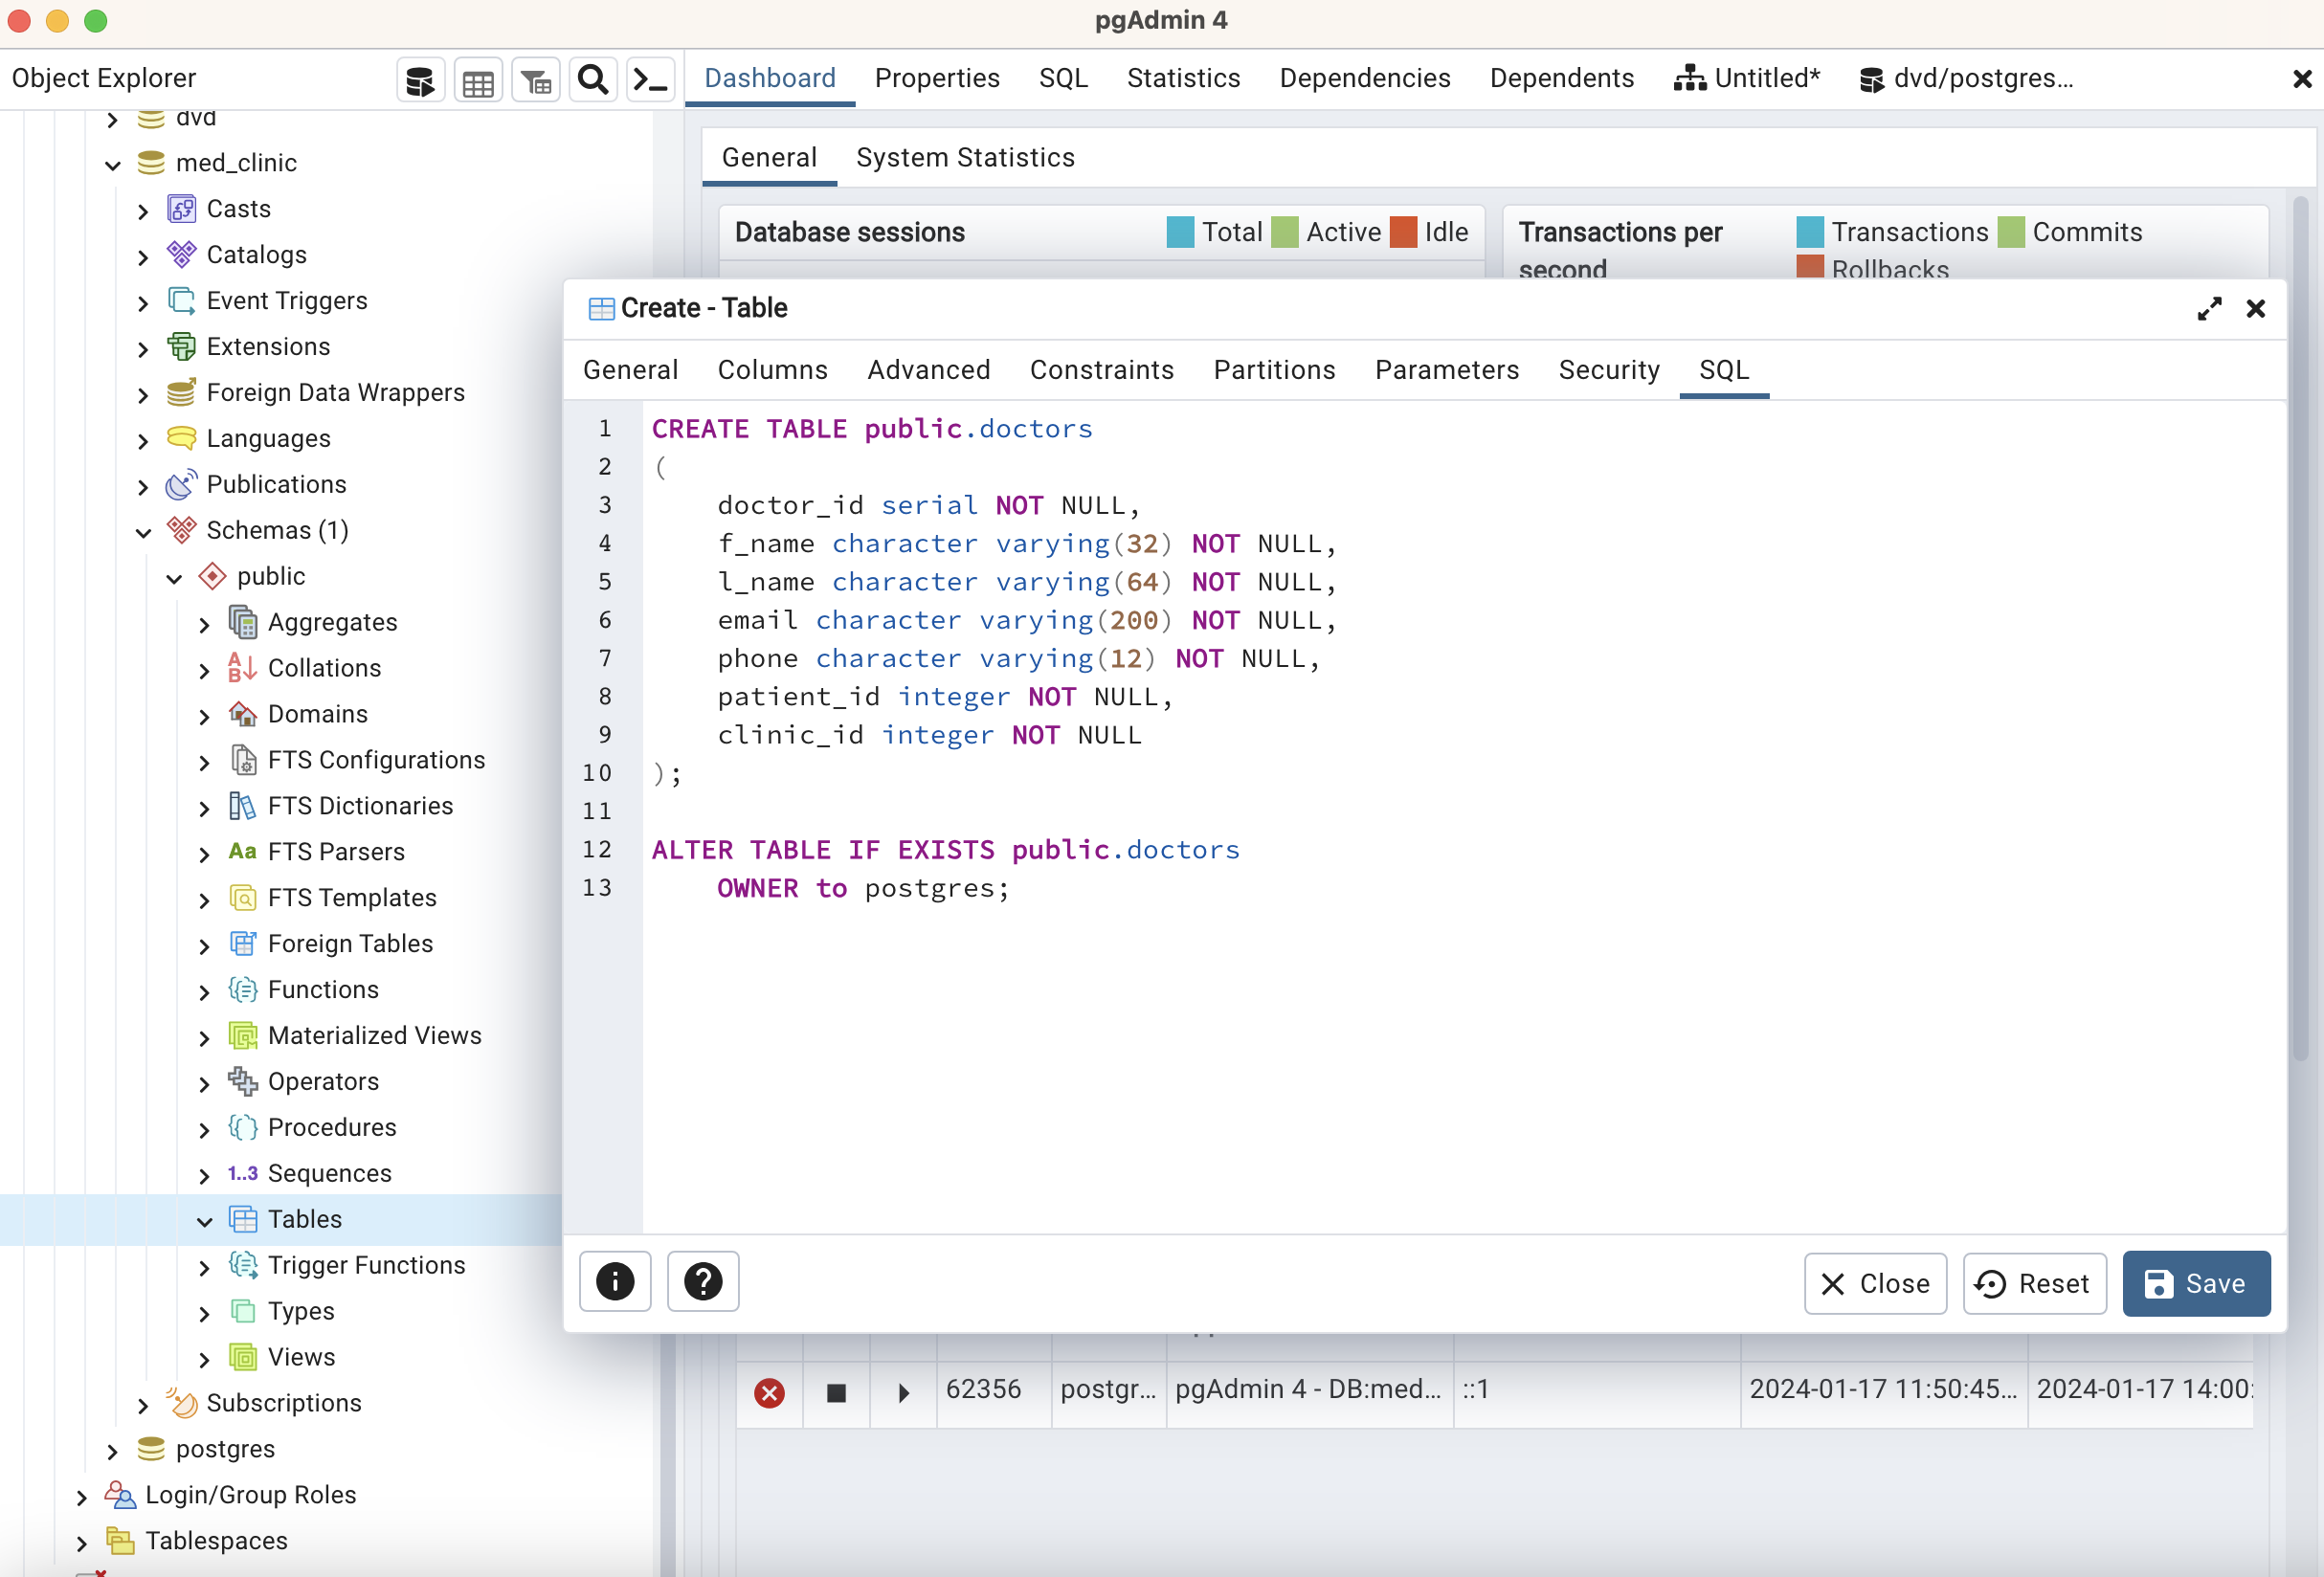 pgAdmin 4
Object Explorer
Dashboard Properties SQL Statistics Dependencies Dependents Untitled* dvd/postgres...
dvd
med_clinic
Casts
Catalogs
Event Triggers
Extensions
Foreign Data Wrappers
Languages
Publications
Schemas (1)
public
Aggregates
Collations
Domains
FTS Configurations
FTS Dictionaries
Aa FTS Parsers
FTS Templates
Foreign Tables
Functions
Materialized Views
Operators
Procedures
1..3 Sequences
Tables
Trigger Functions
Types
Views
Subscriptions
postgres
Login/Group Roles
Tablespaces
General System Statistics
Database sessions Total Active Idle
Transactions per second Transactions Commits Rollbacks
Create - Table
General Columns Advanced Constraints Partitions Parameters Security SQL
1 CREATE TABLE public.doctors
2 (
3 doctor_id serial NOT NULL,
4 f_name character varying(32) NOT NULL,
5 l_name character varying(64) NOT NULL,
6 email character varying(200) NOT NULL,
7 phone character varying(12) NOT NULL,
8 patient_id integer NOT NULL,
9 clinic_id integer NOT NULL
10 );
11
12 ALTER TABLE IF EXISTS public.doctors
13 OWNER to postgres;
Close Reset Save
62356 postgr... pgAdmin 4 - DB:med... ::1 2024-01-17 11:50:45... 2024-01-17 14:00: